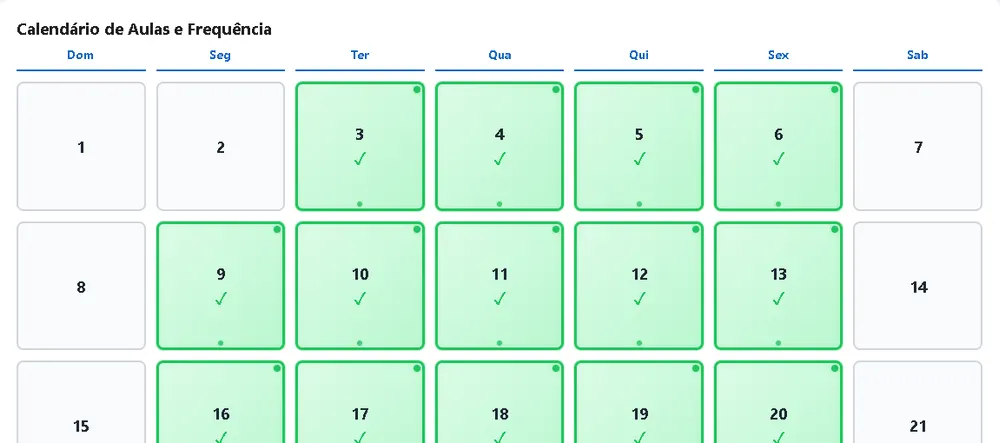 Calendário de Aulas e Frequência
Dom Seg Ter Qua Qui Sex Sab
1 2 3 4 5 6 7
✓ ✓ ✓ ✓
8 9 10 11 12 13 14
✓ ✓ ✓ ✓ ✓
15 16 17 18 19 20 21
✓ ✓ ✓ ✓ ✓